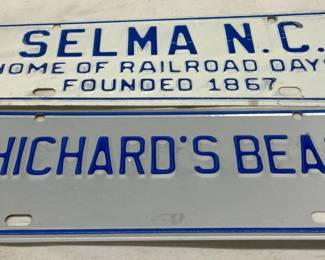 SELMA N.C.
HOME OF RAILROAD DAYS
FOUNDED 1867
HICHARD'S BEA